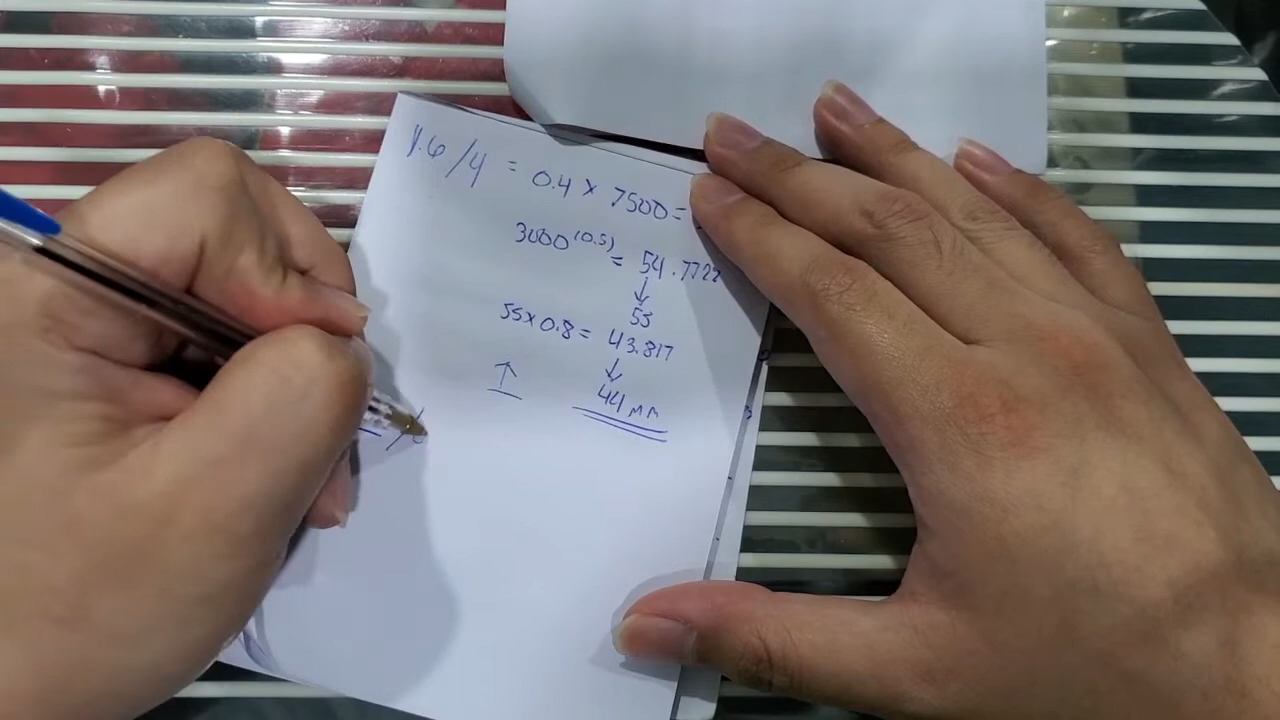 1.6/4 = 0.4 x 7500 =
3000^(0.5) = 54.7722
↓
55
55 x 0.8 = 43.817
↓
↑ 44 mm